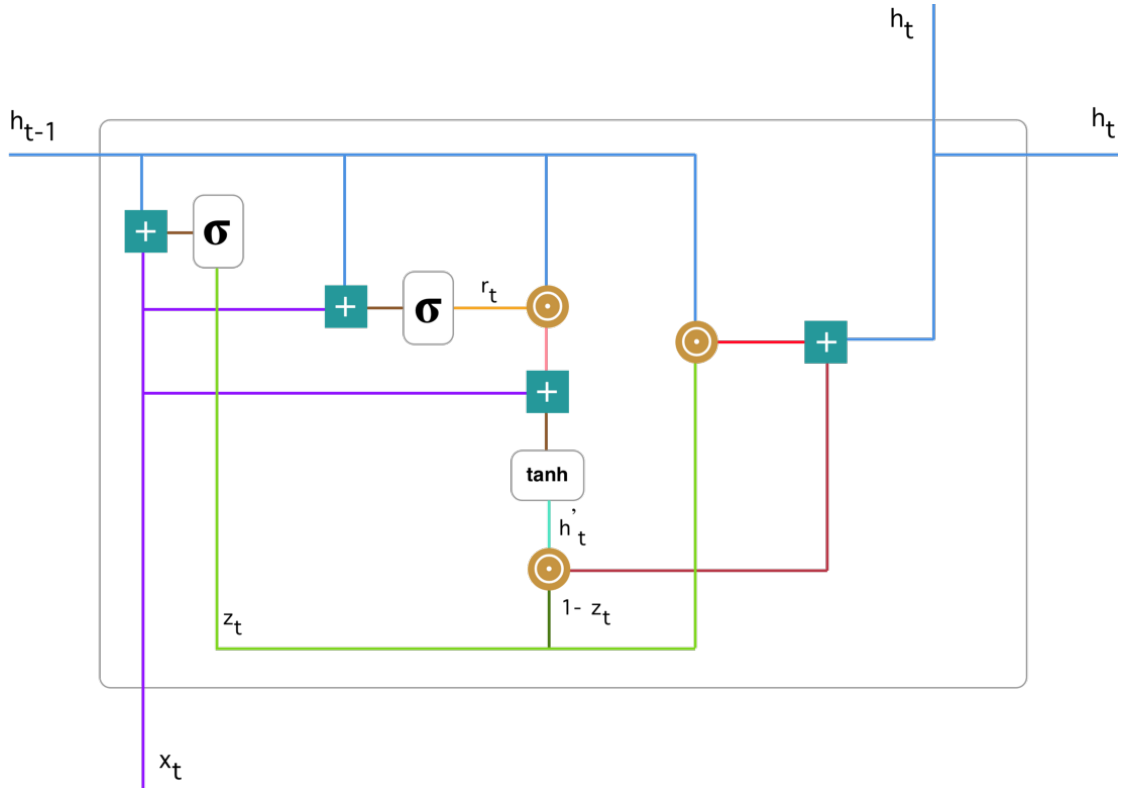 h_t
h_{t-1}
h_t
+ σ
+ σ r_t
+
+
tanh
h'_t
1- z_t
z_t
x_t